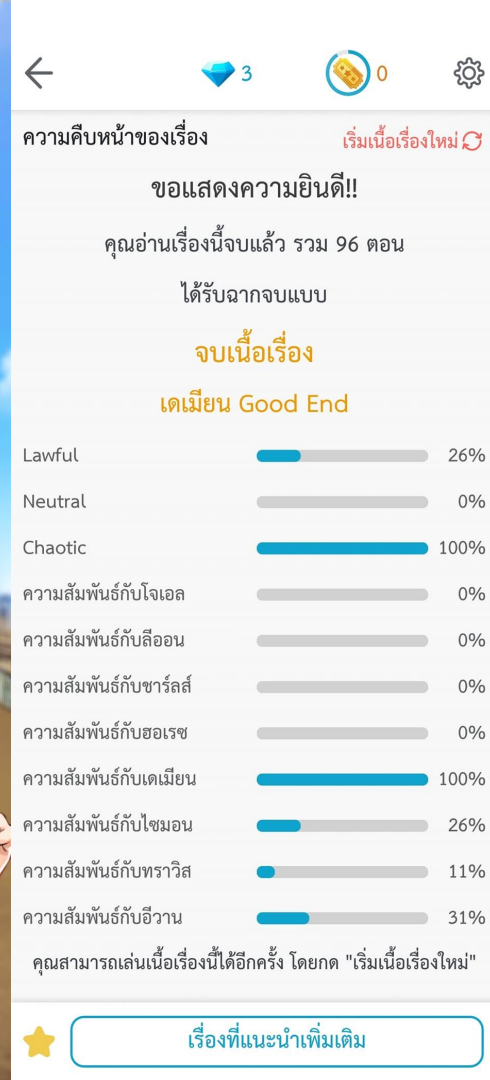 3
0
ความคืบหน้าของเรื่อง
เริ่มเนื้อเรื่องใหม่
ขอแสดงความยินดี!!
คุณอ่านเรื่องนี้จบแล้ว รวม 96 ตอน
ได้รับฉากจบแบบ
จบเนื้อเรื่อง
เดเมียน Good End
Lawful 26%
Neutral 0%
Chaotic 100%
ความสัมพันธ์กับโจเอล 0%
ความสัมพันธ์กับลีออน 0%
ความสัมพันธ์กับชาร์ลส์ 0%
ความสัมพันธ์กับฮอเรซ 0%
ความสัมพันธ์กับเดเมียน 100%
ความสัมพันธ์กับไซมอน 26%
ความสัมพันธ์กับทราวิส 11%
ความสัมพันธ์กับอีวาน 31%
คุณสามารถเล่นเนื้อเรื่องนี้ได้อีกครั้ง โดยกด "เริ่มเนื้อเรื่องใหม่"
เรื่องที่แนะนำเพิ่มเติม